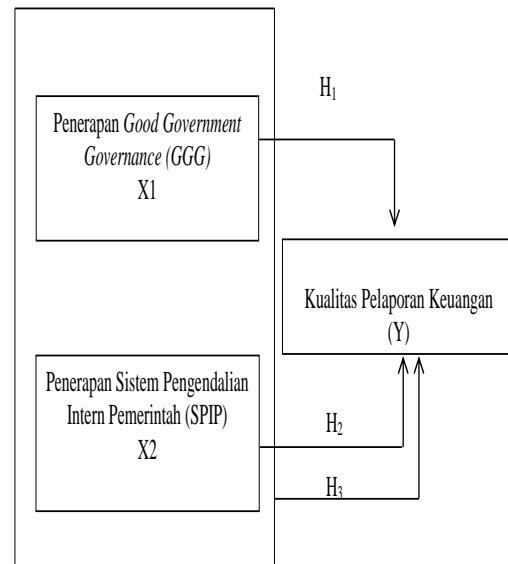 H₁
Penerapan Good Government
Governance (GGG)
X1
Kualitas Pelaporan Keuangan
(Y)
Penerapan Sistem Pengendalian
Intern Pemerintah (SPIP)
X2
H₂
H₃